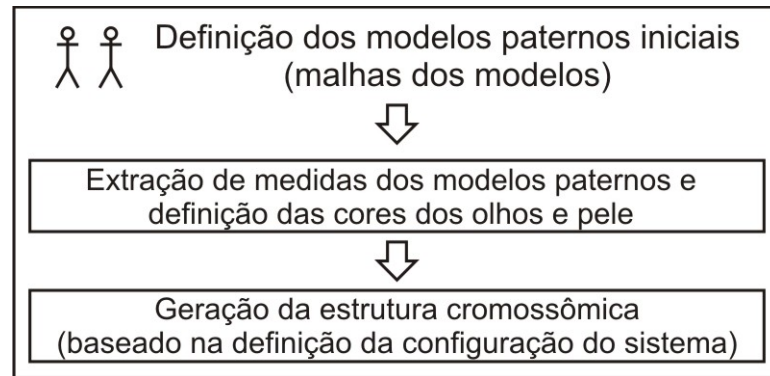 Definição dos modelos paternos iniciais
(malhas dos modelos)
Extração de medidas dos modelos paternos e
definição das cores dos olhos e pele
Geração da estrutura cromossômica
(baseado na definição da configuração do sistema)